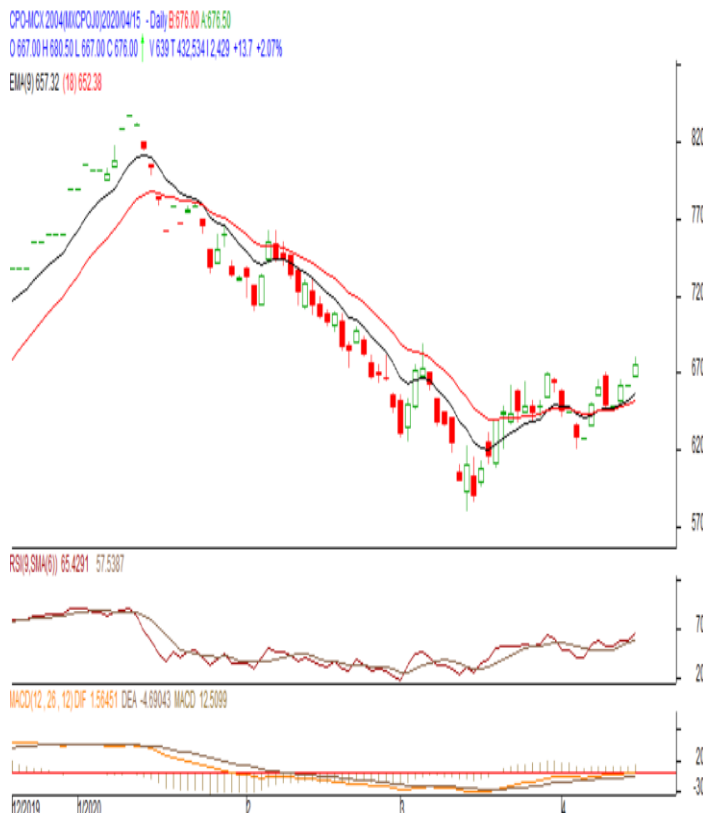 CPO-MCX 2004(MXCPOJ0)2020/04/15 - Daily B:676.00 A:676.50
O 667.00 H 680.50 L 667.00 C 676.00 V 639 T 432,534 I 2,429 +13.7 +2.07%
EMA(9) 657.32 (18) 652.38
820
770
720
670
620
570
RSI(9,SMA(6)) 65.4291 57.5387
70
20
MACD(12, 26, 12) DIF 1.56451 DEA -4.69043 MACD 12.5099
20
-30
12/2019 1/2020 2 3 4